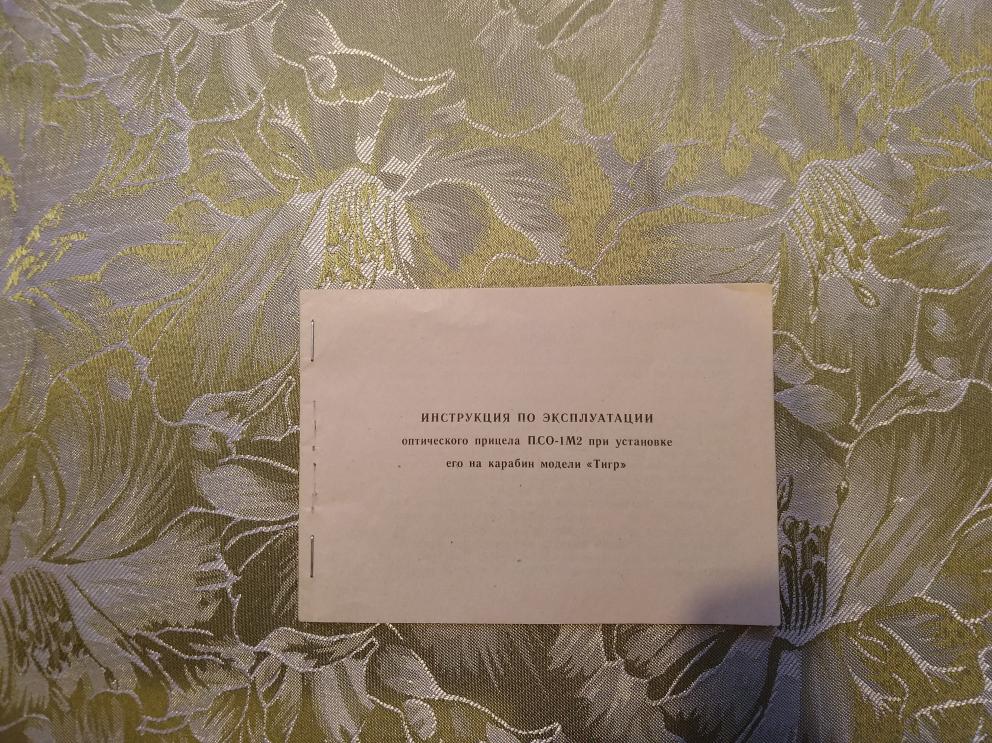 ИНСТРУКЦИЯ ПО ЭКСПЛУАТАЦИИ
оптического прицела ПСО-1М2 при установке
его на карабин модели «Тигр»